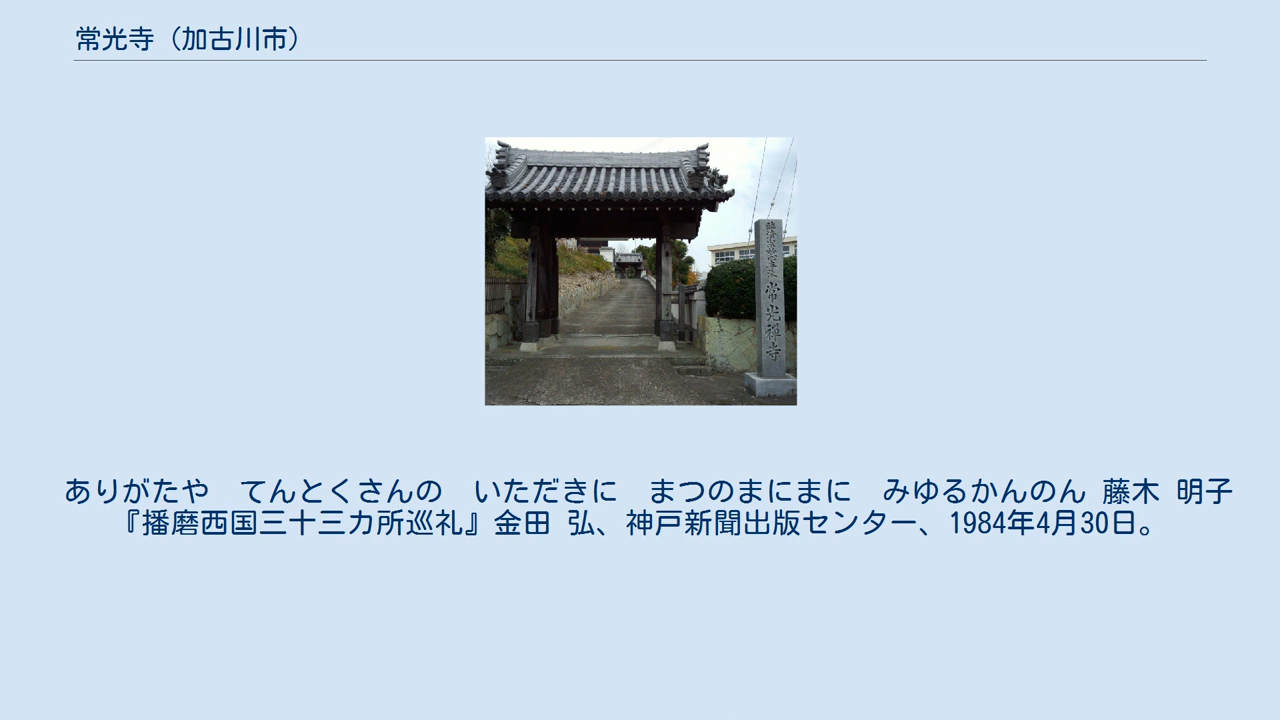 常光寺（加古川市）
常光禅寺
ありがたや　てんとくさんの　いただきに　まつのまにまに　みゆるかんのん 藤木 明子
『播磨西国三十三カ所巡礼』金田 弘、神戸新聞出版センター、1984年4月30日。